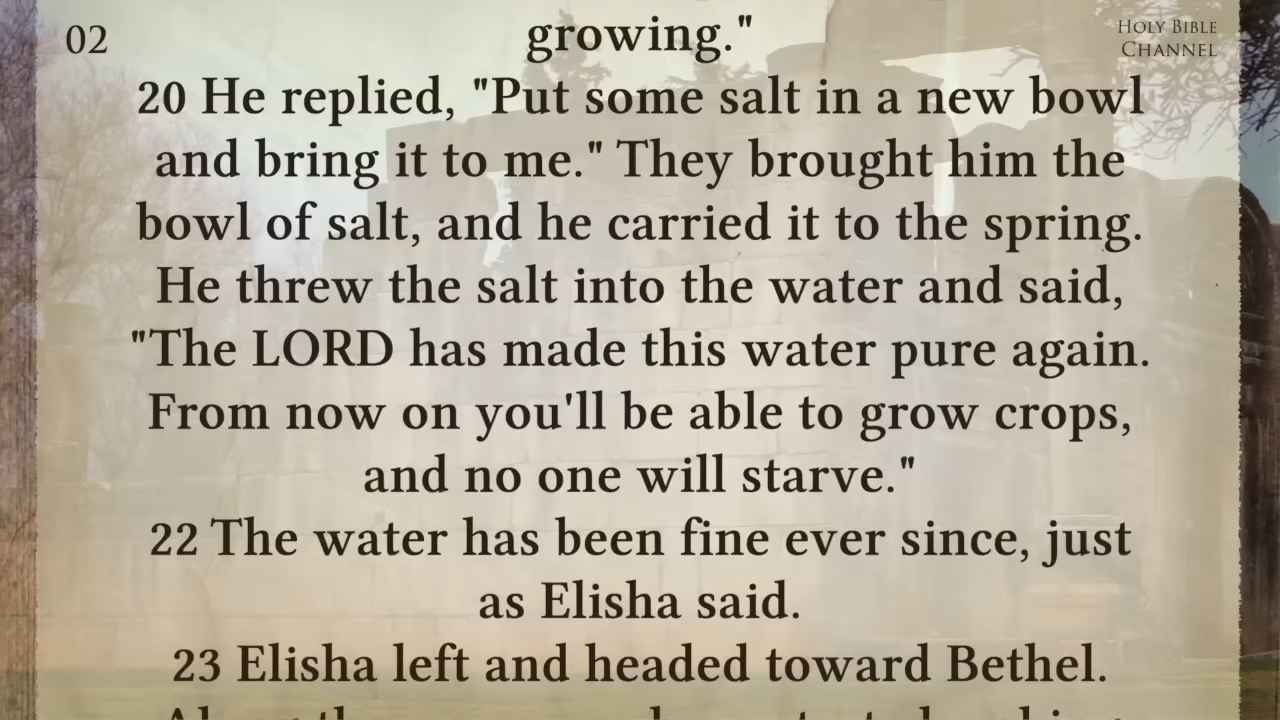 02
HOLY BIBLE
CHANNEL
growing."
20 He replied, "Put some salt in a new bowl
and bring it to me." They brought him the
bowl of salt, and he carried it to the spring.
He threw the salt into the water and said,
"The LORD has made this water pure again.
From now on you'll be able to grow crops,
and no one will starve."
22 The water has been fine ever since, just
as Elisha said.
23 Elisha left and headed toward Bethel.